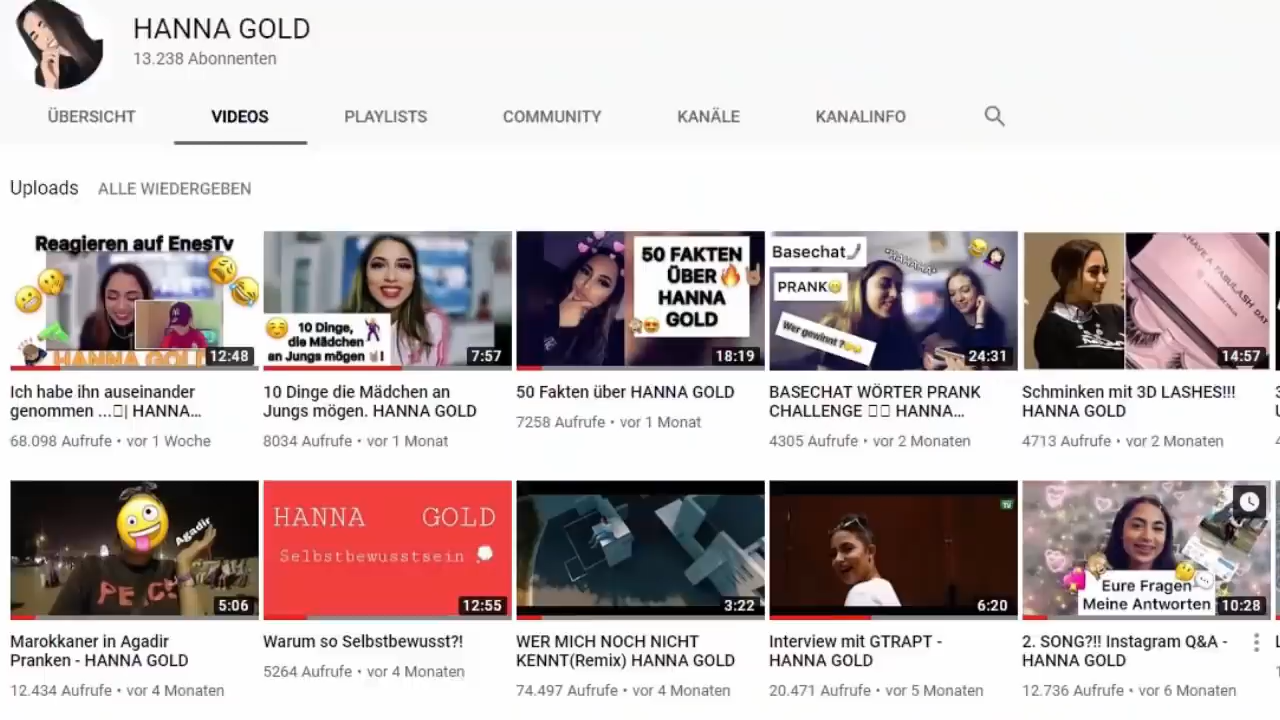 HANNA GOLD
13.238 Abonnenten
ÜBERSICHT VIDEOS PLAYLISTS COMMUNITY KANÄLE KANALINFO
Uploads ALLE WIEDERGEBEN
Reagieren auf EnesTv
HANNA GOLD
12:48
10 Dinge,
die Mädchen
an Jungs mögen !
7:57
50 FAKTEN
ÜBER
HANNA
GOLD
18:19
Basechat
PRANK
*HAHAHA*
Wer gewinnt ?
24:31
14:57
Ich habe ihn auseinander
genommen ...| HANNA...
68.098 Aufrufe • vor 1 Woche
10 Dinge die Mädchen an
Jungs mögen. HANNA GOLD
8034 Aufrufe • vor 1 Monat
50 Fakten über HANNA GOLD
7258 Aufrufe • vor 1 Monat
BASECHAT WÖRTER PRANK
CHALLENGE HANNA...
4305 Aufrufe • vor 2 Monaten
Schminken mit 3D LASHES!!!
HANNA GOLD
4713 Aufrufe • vor 2 Monaten
Agadir
5:06
HANNA GOLD
Selbstbewusstsein
12:55
3:22
TV
6:20
Eure Fragen
Meine Antworten
10:28
Marokkaner in Agadir
Pranken - HANNA GOLD
12.434 Aufrufe • vor 4 Monaten
Warum so Selbstbewusst?!
5264 Aufrufe • vor 4 Monaten
WER MICH NOCH NICHT
KENNT(Remix) HANNA GOLD
74.497 Aufrufe • vor 4 Monaten
Interview mit GTRAPT -
HANNA GOLD
20.471 Aufrufe • vor 5 Monaten
2. SONG?!! Instagram Q&A -
HANNA GOLD
12.736 Aufrufe • vor 6 Monaten